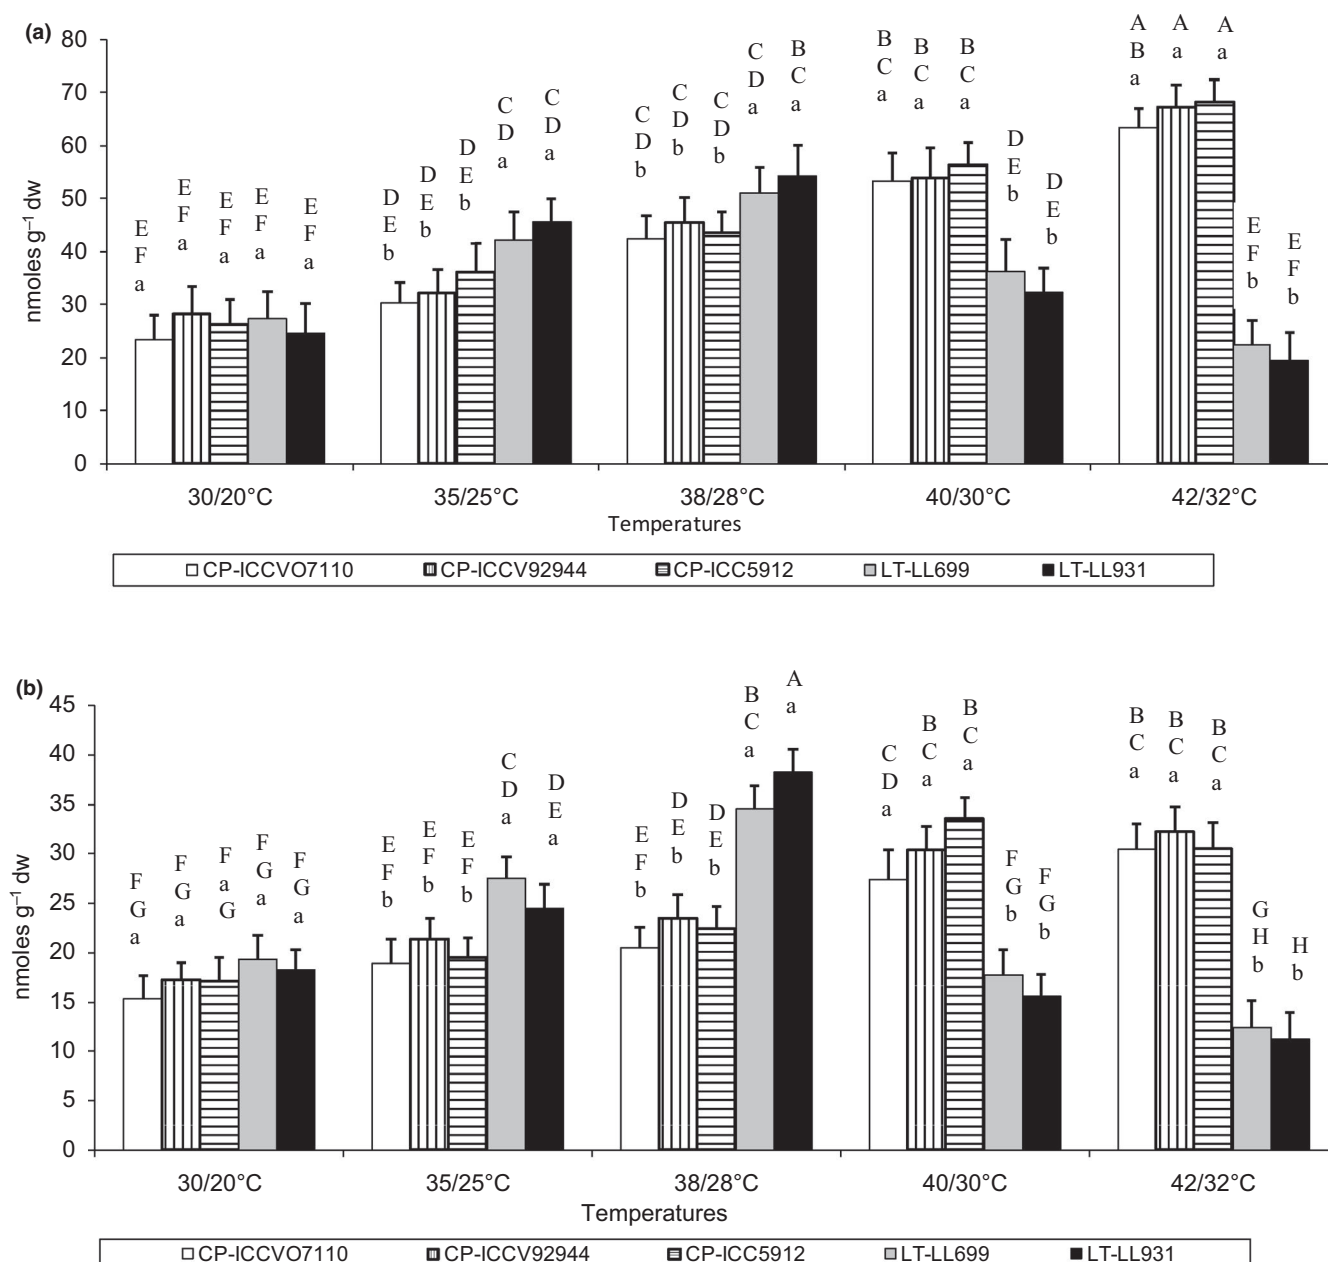 (a)
80
70
60
50
40
30
20
10
0
nmoles g⁻¹ dw
E F a
E F a
E F a
E F a
E F a
D E b
D E b
D E b
C D a
C D a
C D b
C D b
C D b
C D a
B C a
B C a
B C a
B C a
D E b
D E b
A B a
A a
A a
E F b
E F b
30/20°C 35/25°C 38/28°C 40/30°C 42/32°C
Temperatures
CP-ICCVO7110 CP-ICCV92944 CP-ICC5912 LT-LL699 LT-LL931
(b)
45
40
35
30
25
20
15
10
5
0
nmoles g⁻¹ dw
F G a
F G a
F a G
F G a
F G a
E F b
E F b
E F b
C D a
D E a
E F b
D E b
D E b
B C a
A a
C D a
B C a
B C a
F G b
F G b
B C a
B C a
B C a
G H b
H b
30/20°C 35/25°C 38/28°C 40/30°C 42/32°C
Temperatures
CP-ICCVO7110 CP-ICCV92944 CP-ICC5912 LT-LL699 LT-LL931